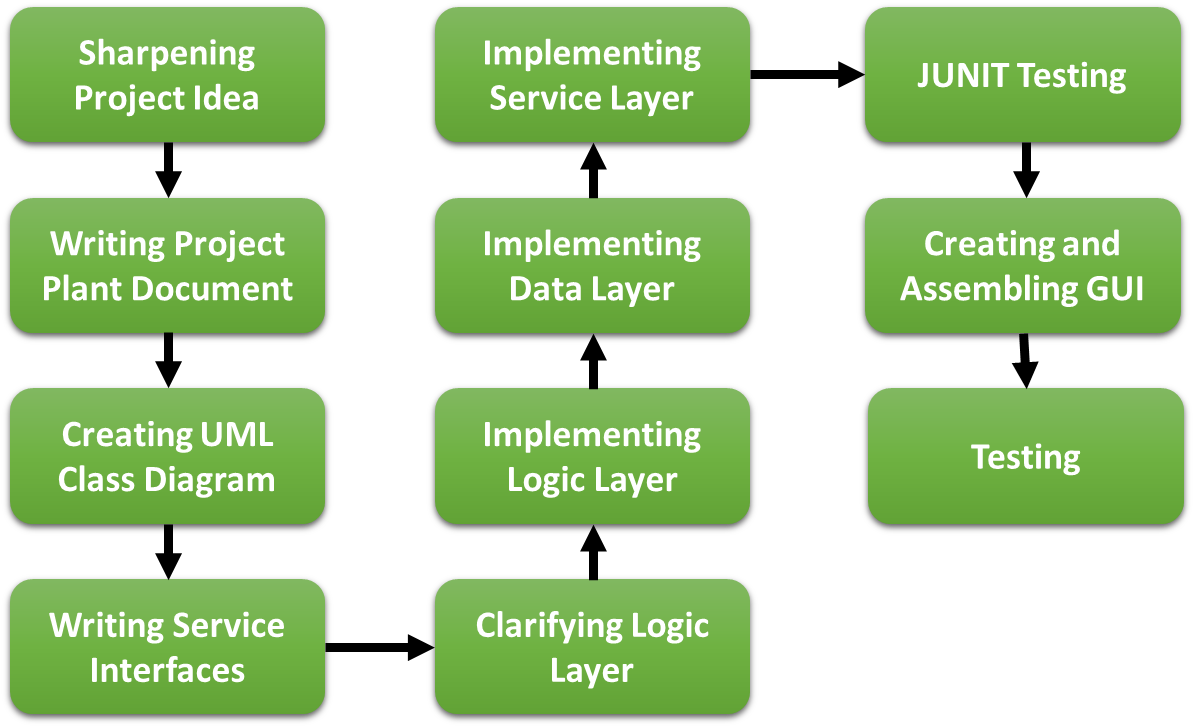 Sharpening
Project Idea
Writing Project
Plant Document
Creating UML
Class Diagram
Writing Service
Interfaces
Clarifying Logic
Layer
Implementing
Logic Layer
Implementing
Data Layer
Implementing
Service Layer
JUNIT Testing
Creating and
Assembling GUI
Testing